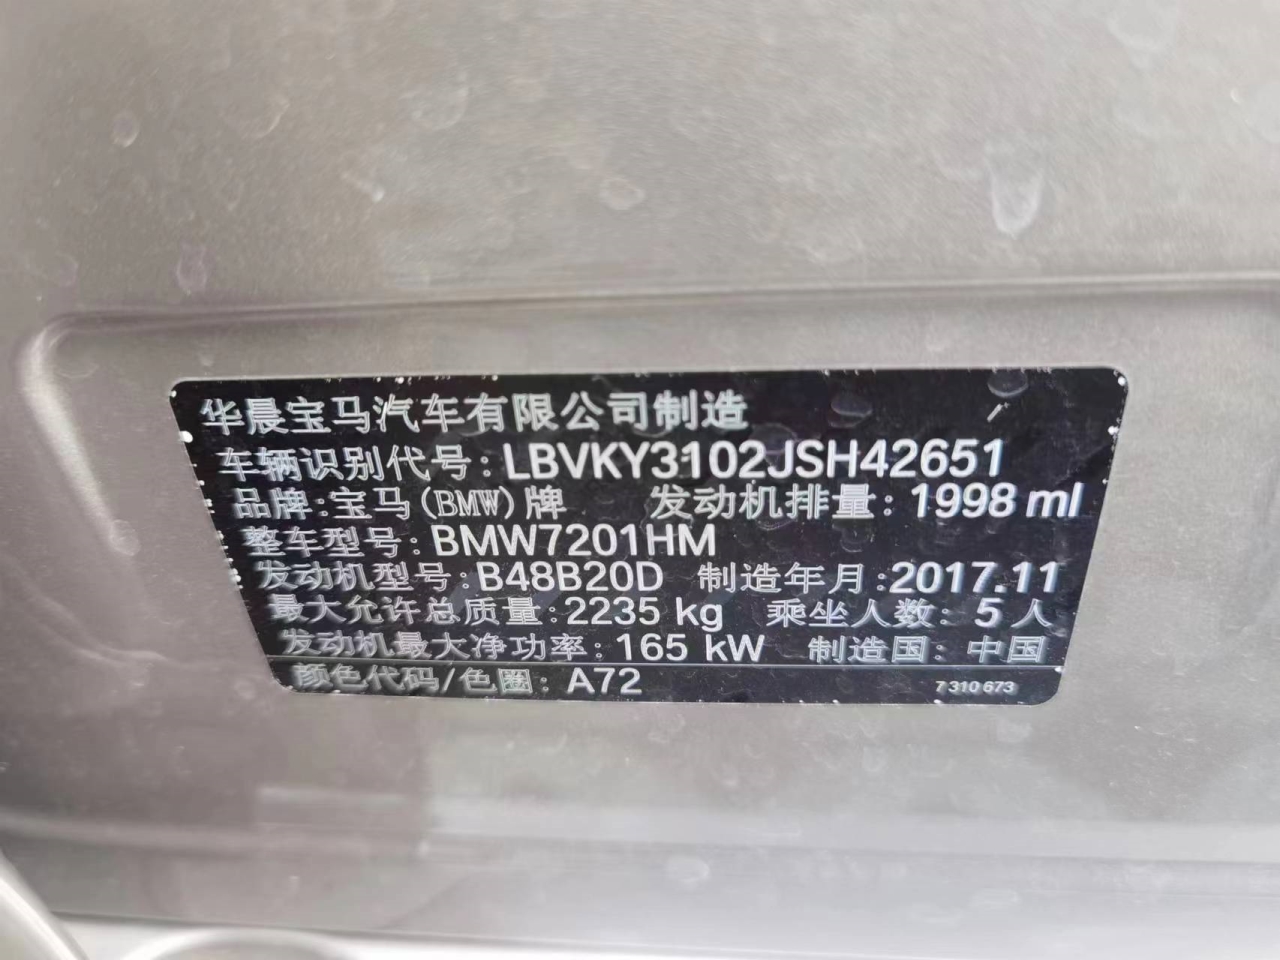 华晨宝马汽车有限公司制造
车辆识别代号:LBVKY3102JSH42651
品牌:宝马(BMW)牌 发动机排量:1998 ml
整车型号:BMW7201HM
发动机型号:B48B20D 制造年月:2017.11
最大允许总质量:2235 kg 乘坐人数:5人
发动机最大净功率:165 kW 制造国:中国
颜色代码/色圈:A72 7 310 673